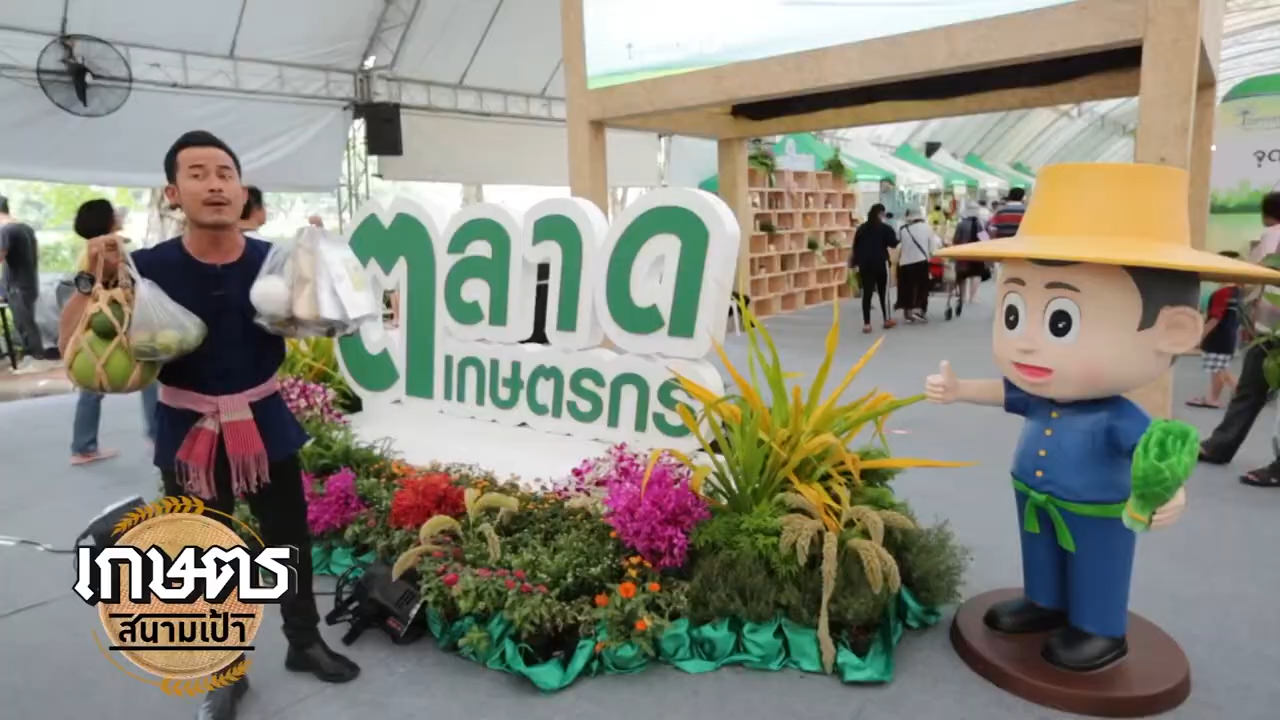 ตลาด
เกษตรกร
เกษตร
สนามเป้า